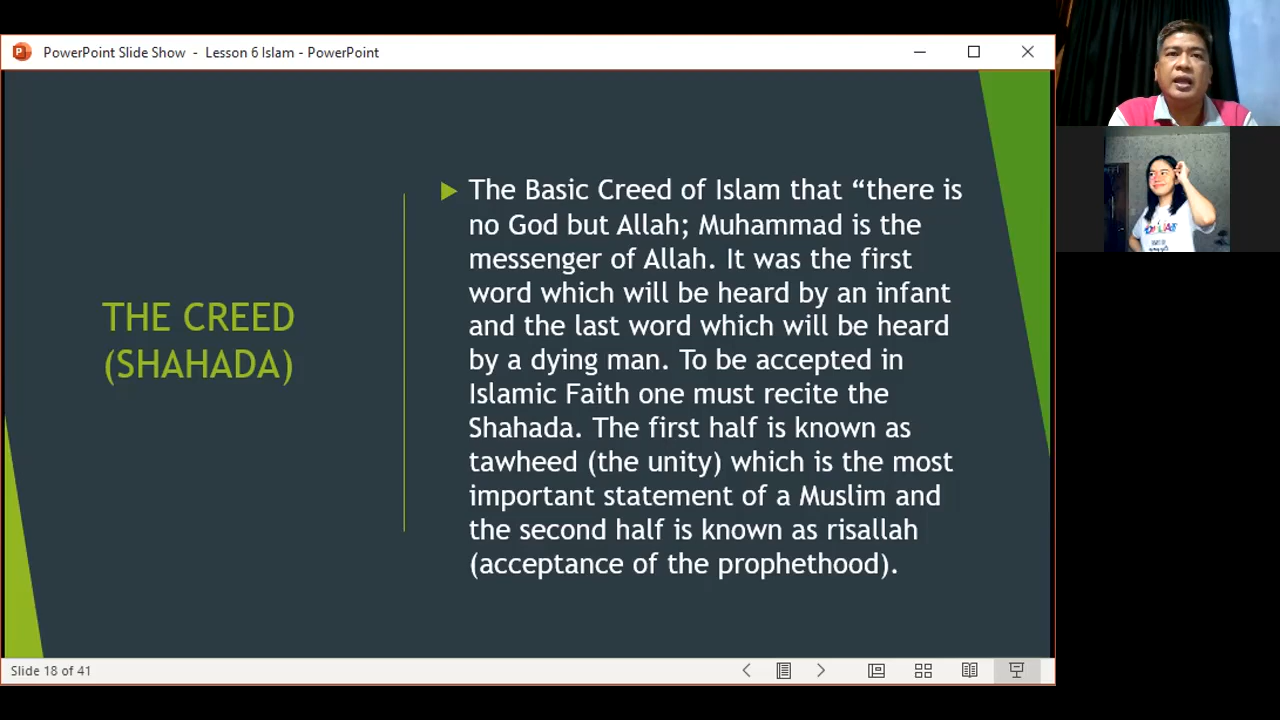 PowerPoint Slide Show - Lesson 6 Islam - PowerPoint
THE CREED
(SHAHADA)
The Basic Creed of Islam that “there is
no God but Allah; Muhammad is the
messenger of Allah. It was the first
word which will be heard by an infant
and the last word which will be heard
by a dying man. To be accepted in
Islamic Faith one must recite the
Shahada. The first half is known as
tawheed (the unity) which is the most
important statement of a Muslim and
the second half is known as risallah
(acceptance of the prophethood).
Slide 18 of 41